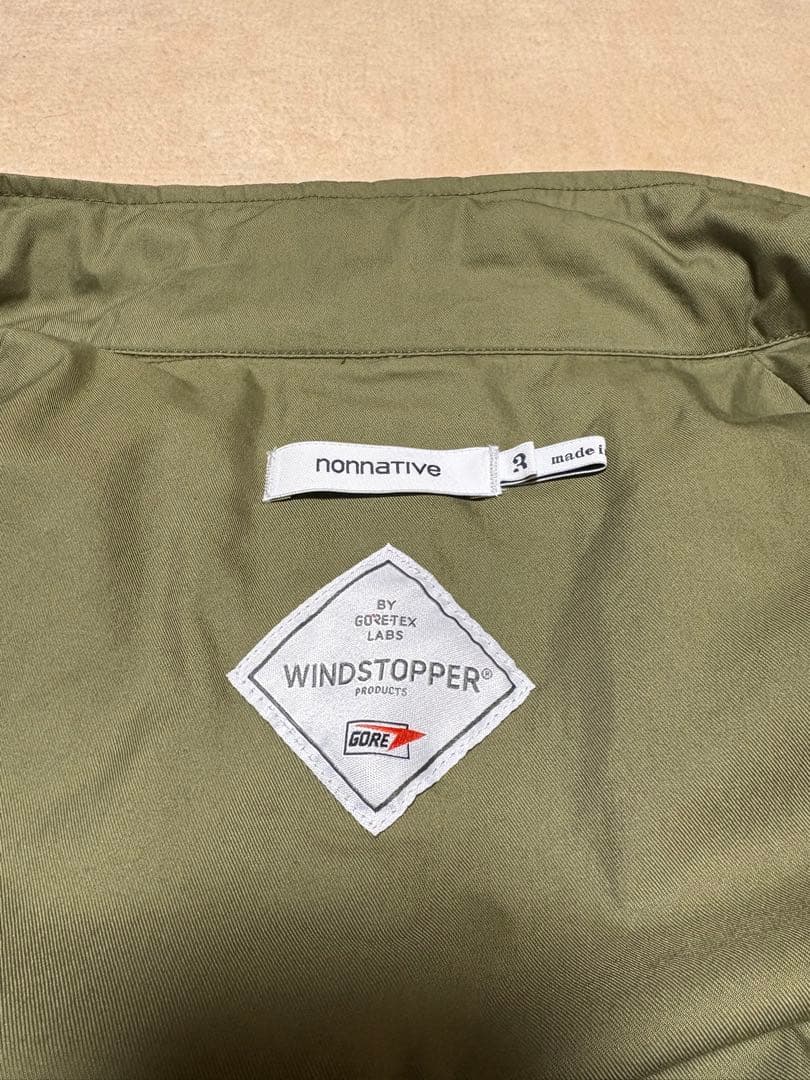 nonnative
3 made i
BY
GORE-TEX
LABS
WINDSTOPPER®
PRODUCTS
GORE